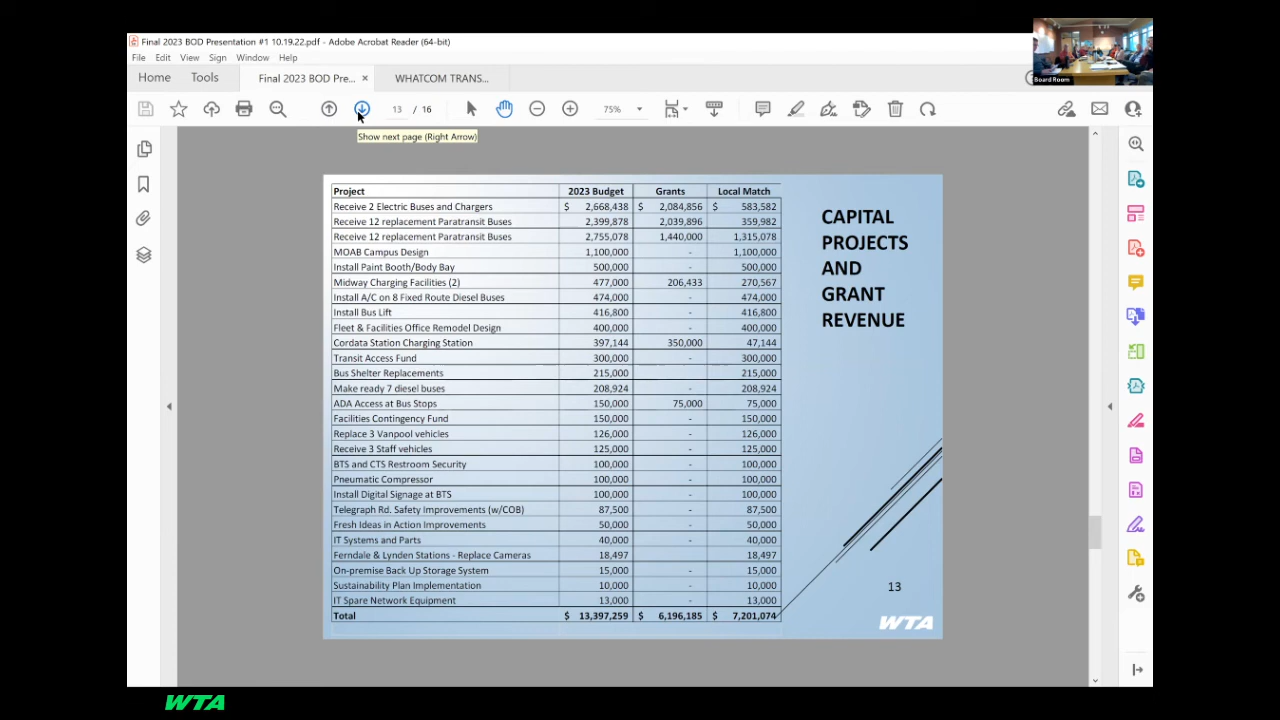 Final 2023 BOD Presentation #1 10.19.22.pdf - Adobe Acrobat Reader (64-bit)
File Edit View Sign Window Help
Home Tools Final 2023 BOD Pre... × WHATCOM TRANS...
13 / 16 75%
Show next page (Right Arrow)
Board Room
Project 2023 Budget Grants Local Match
Receive 2 Electric Buses and Chargers $ 2,668,438 $ 2,084,856 $ 583,582
Receive 12 replacement Paratransit Buses 2,399,878 2,039,896 359,982
Receive 12 replacement Paratransit Buses 2,755,078 1,440,000 1,315,078
MOAB Campus Design 1,100,000 - 1,100,000
Install Paint Booth/Body Bay 500,000 - 500,000
Midway Charging Facilities (2) 477,000 206,433 270,567
Install A/C on 8 Fixed Route Diesel Buses 474,000 - 474,000
Install Bus Lift 416,800 - 416,800
Fleet & Facilities Office Remodel Design 400,000 - 400,000
Cordata Station Charging Station 397,144 350,000 47,144
Transit Access Fund 300,000 - 300,000
Bus Shelter Replacements 215,000 - 215,000
Make ready 7 diesel buses 208,924 - 208,924
ADA Access at Bus Stops 150,000 75,000 75,000
Facilities Contingency Fund 150,000 - 150,000
Replace 3 Vanpool vehicles 126,000 - 126,000
Receive 3 Staff vehicles 125,000 - 125,000
BTS and CTS Restroom Security 100,000 - 100,000
Pneumatic Compressor 100,000 - 100,000
Install Digital Signage at BTS 100,000 - 100,000
Telegraph Rd. Safety Improvements (w/COB) 87,500 - 87,500
Fresh Ideas in Action Improvements 50,000 - 50,000
IT Systems and Parts 40,000 - 40,000
Ferndale & Lynden Stations - Replace Cameras 18,497 - 18,497
On-premise Back Up Storage System 15,000 - 15,000
Sustainability Plan Implementation 10,000 - 10,000
IT Spare Network Equipment 13,000 - 13,000
Total $ 13,397,259 $ 6,196,185 $ 7,201,074
CAPITAL
PROJECTS
AND
GRANT
REVENUE
13
WTA
WTA